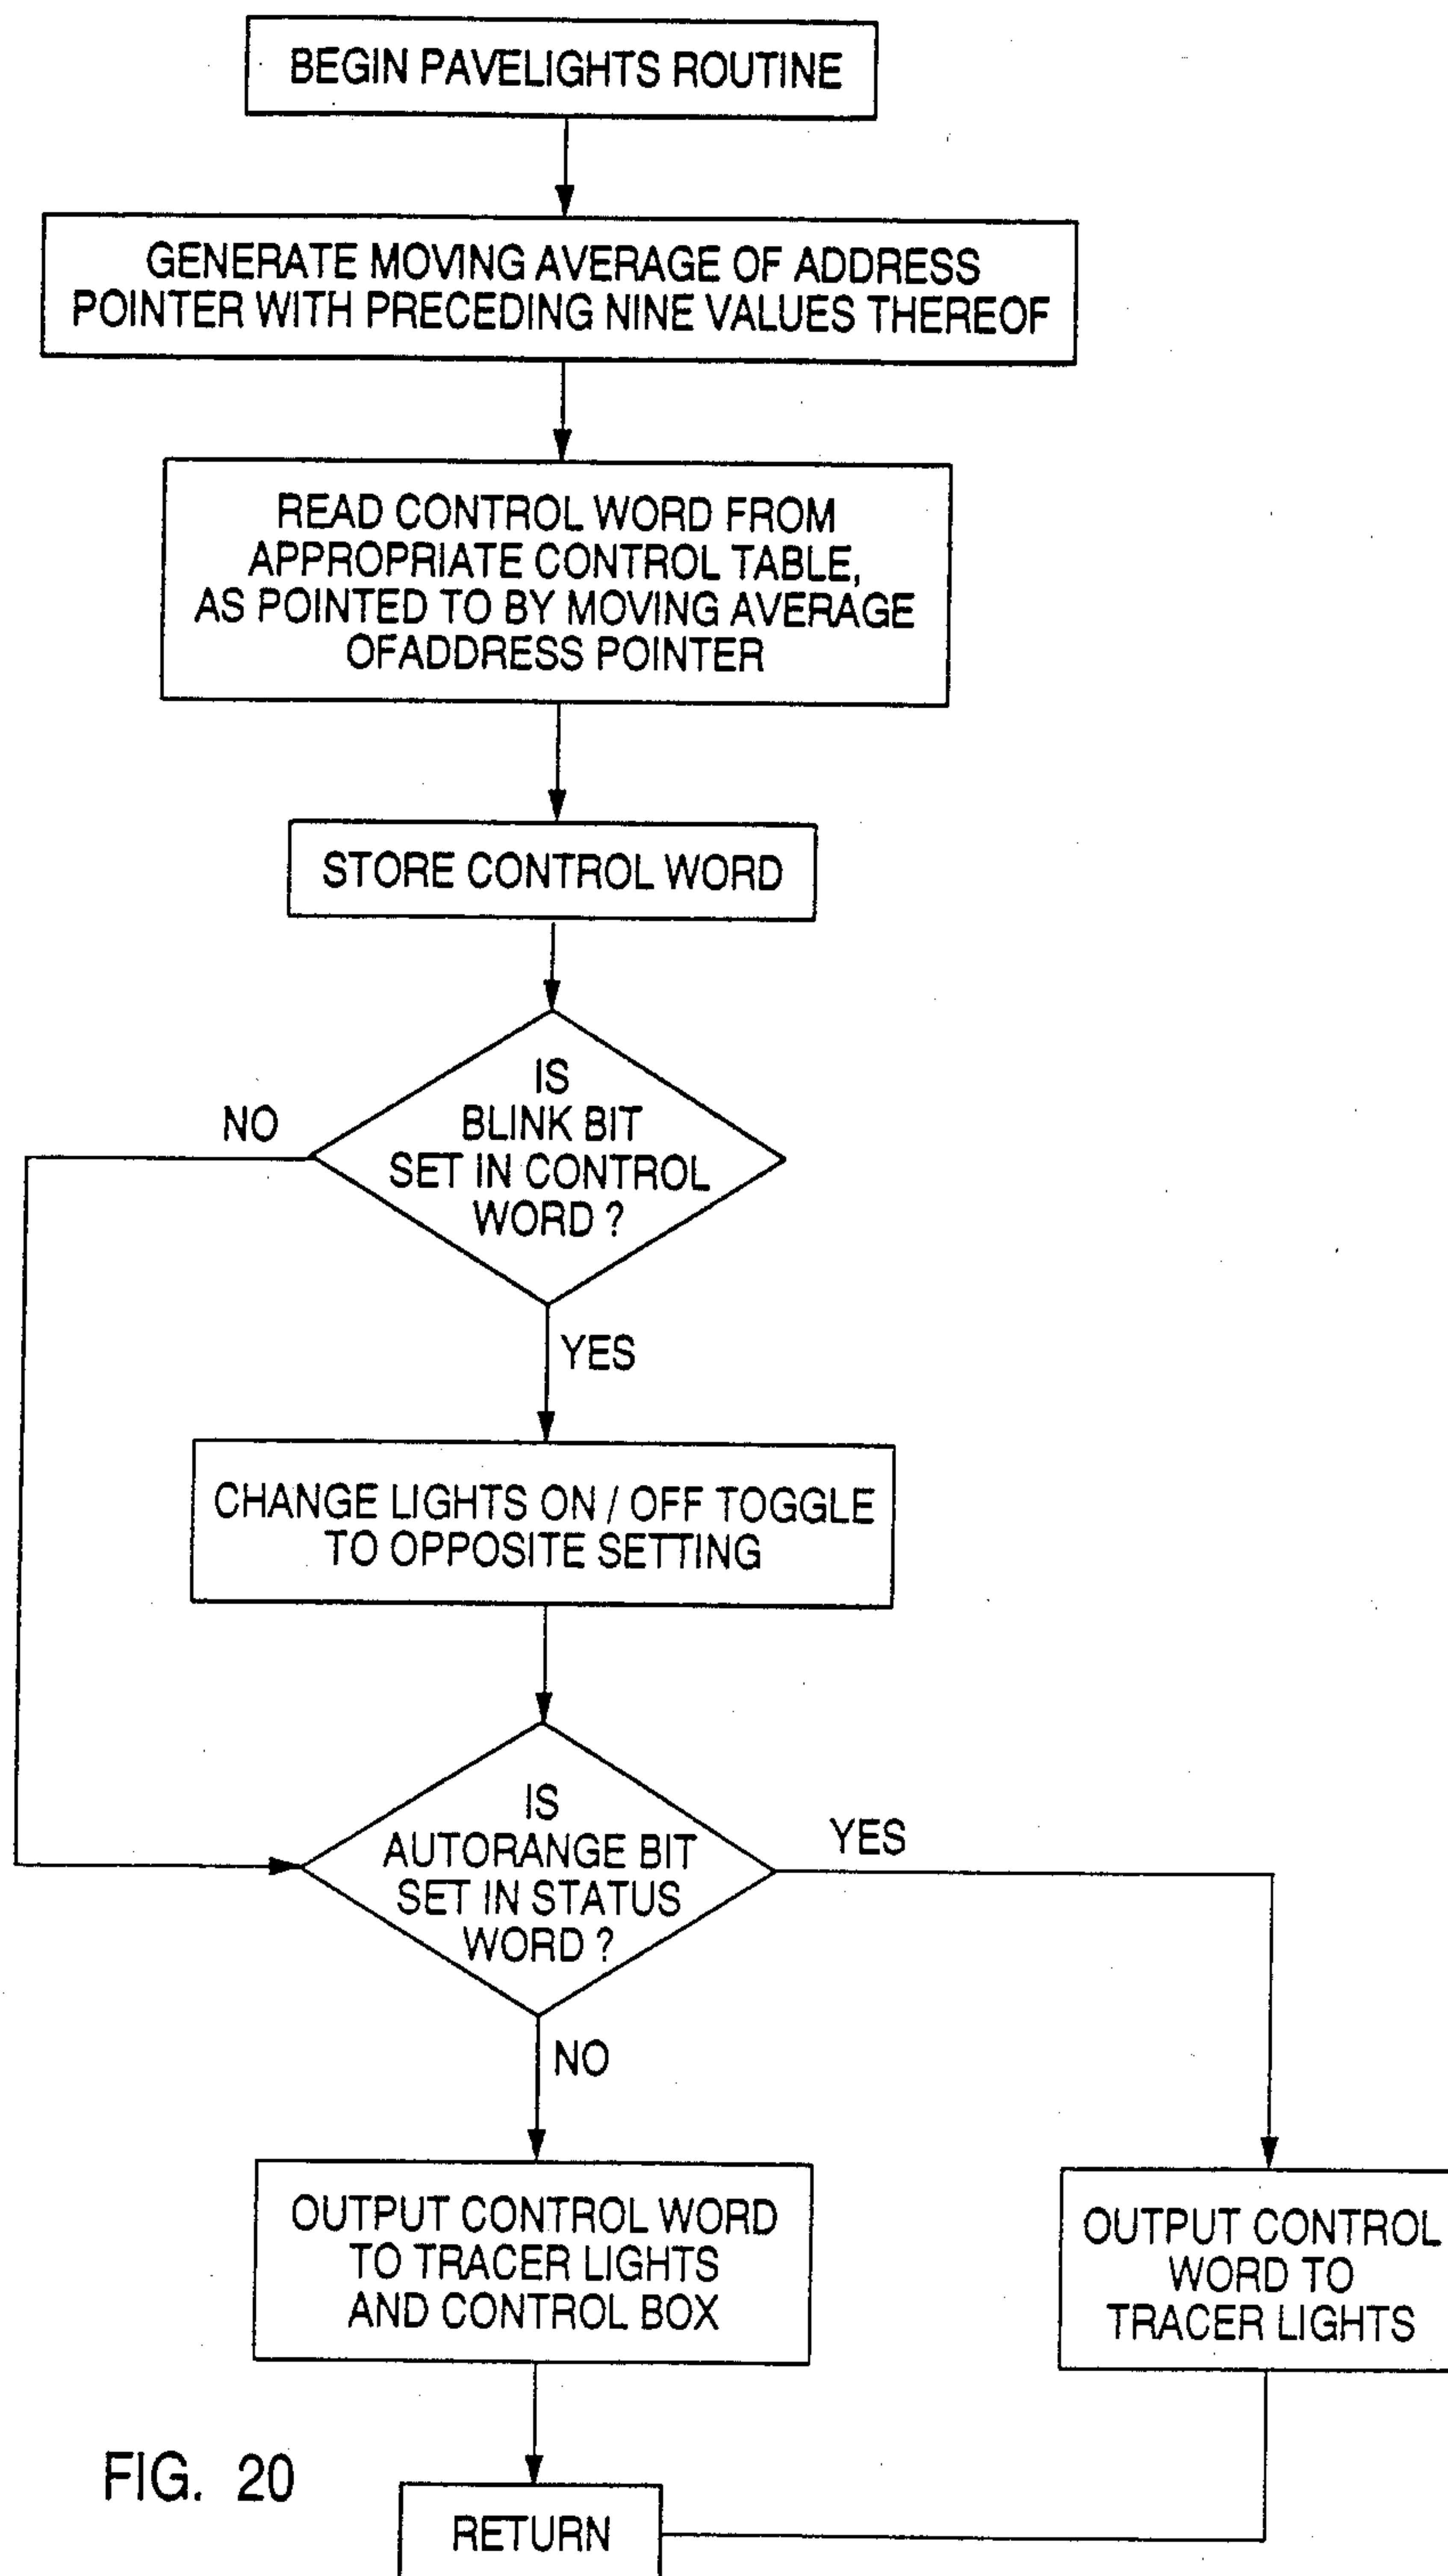 BEGIN PAVELIGHTS ROUTINE
GENERATE MOVING AVERAGE OF ADDRESS
POINTER WITH PRECEDING NINE VALUES THEREOF
READ CONTROL WORD FROM
APPROPRIATE CONTROL TABLE,
AS POINTED TO BY MOVING AVERAGE
OFADDRESS POINTER
STORE CONTROL WORD
IS
BLINK BIT
SET IN CONTROL
WORD ?
NO
YES
CHANGE LIGHTS ON / OFF TOGGLE
TO OPPOSITE SETTING
IS
AUTORANGE BIT
SET IN STATUS
WORD ?
YES
NO
OUTPUT CONTROL WORD
TO TRACER LIGHTS
AND CONTROL BOX
OUTPUT CONTROL
WORD TO
TRACER LIGHTS
RETURN
FIG. 20